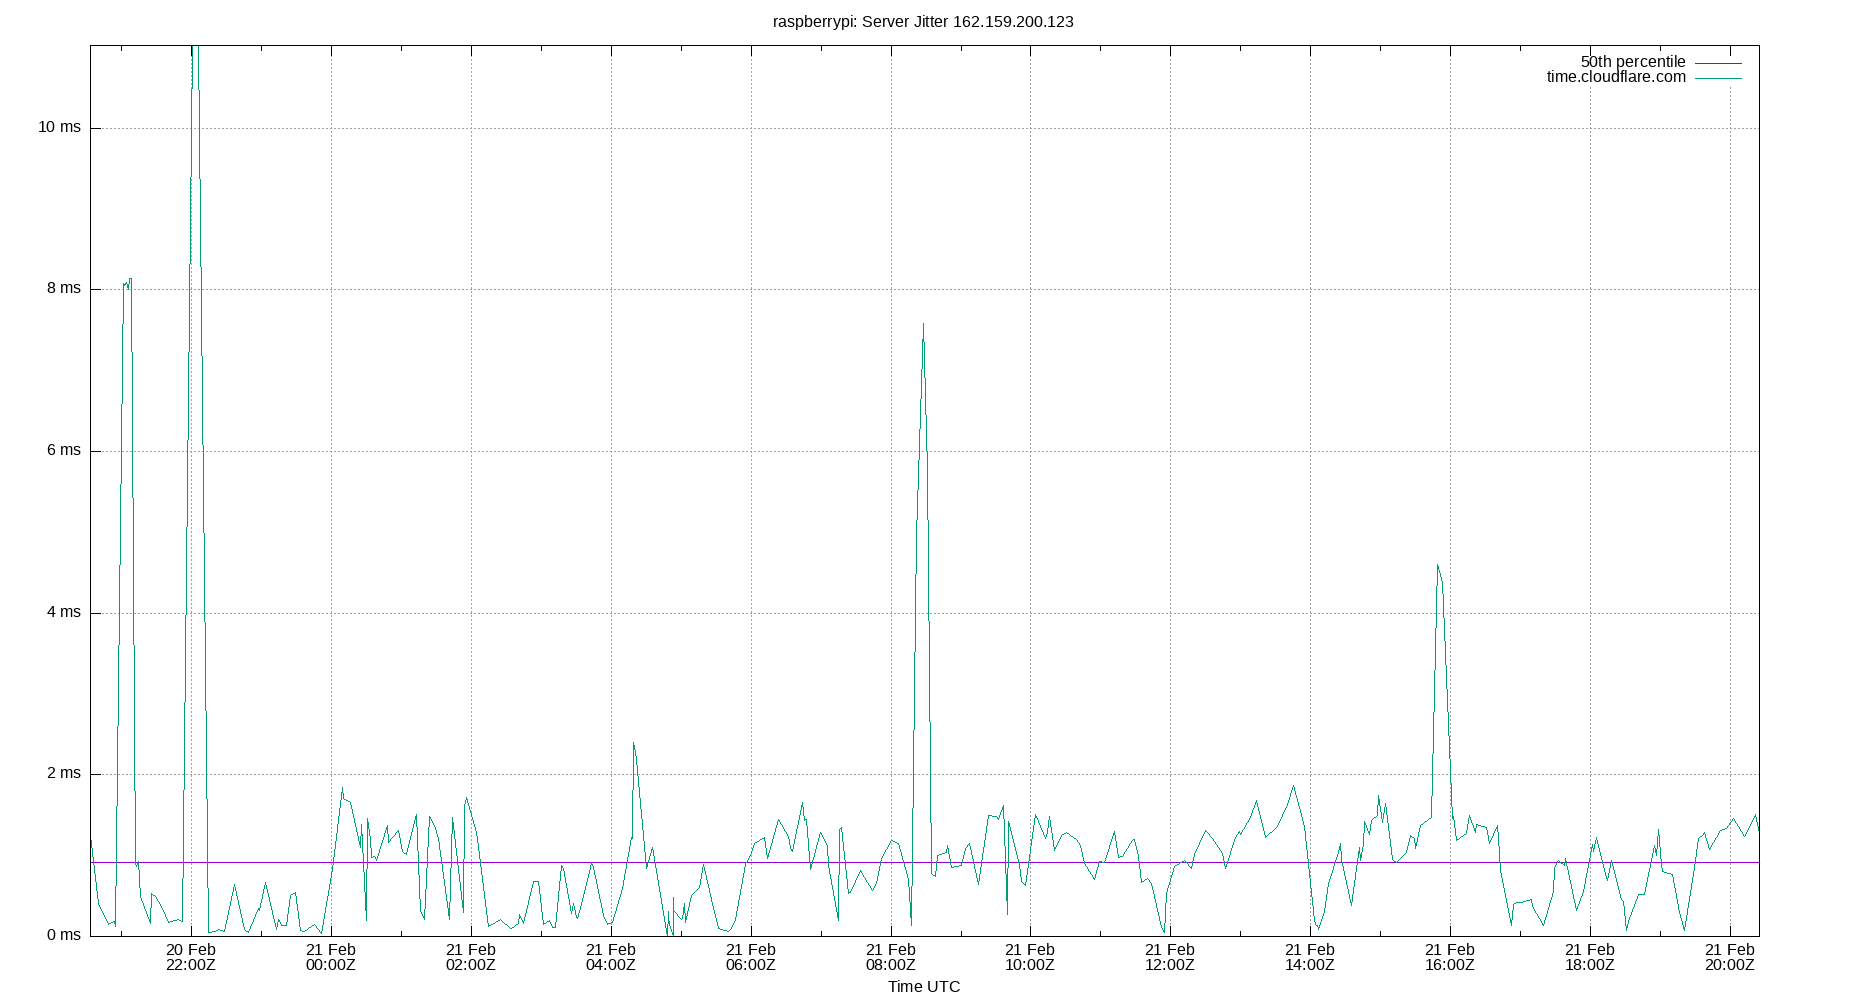 raspberrypi: Server Jitter 162.159.200.123
50th percentile
time.cloudflare.com
10 ms
8 ms
6 ms
4 ms
2 ms
0 ms
20 Feb 21 Feb 21 Feb 21 Feb 21 Feb 21 Feb 21 Feb 21 Feb 21 Feb 21 Feb 21 Feb 21 Feb
22:00Z 00:00Z 02:00Z 04:00Z 06:00Z 08:00Z 10:00Z 12:00Z 14:00Z 16:00Z 18:00Z 20:00Z
Time UTC